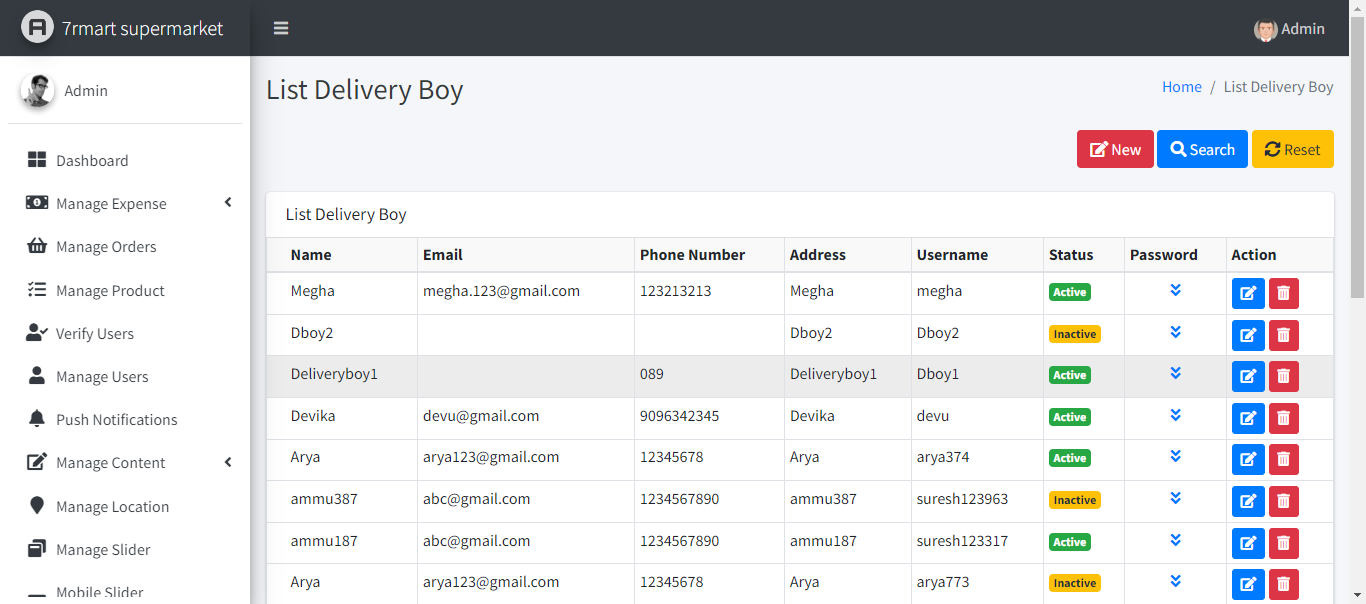 7rmart supermarket
Admin
Admin
Dashboard
Manage Expense
Manage Orders
Manage Product
Verify Users
Manage Users
Push Notifications
Manage Content
Manage Location
Manage Slider
Mobile Slider
List Delivery Boy
Home / List Delivery Boy
New Search Reset
List Delivery Boy
Name Email Phone Number Address Username Status Password Action
Megha megha.123@gmail.com 123213213 Megha megha Active
Dboy2 Dboy2 Dboy2 Inactive
Deliveryboy1 089 Deliveryboy1 Dboy1 Active
Devika devu@gmail.com 9096342345 Devika devu Active
Arya arya123@gmail.com 12345678 Arya arya374 Active
ammu387 abc@gmail.com 1234567890 ammu387 suresh123963 Inactive
ammu187 abc@gmail.com 1234567890 ammu187 suresh123317 Active
Arya arya123@gmail.com 12345678 Arya arya773 Inactive